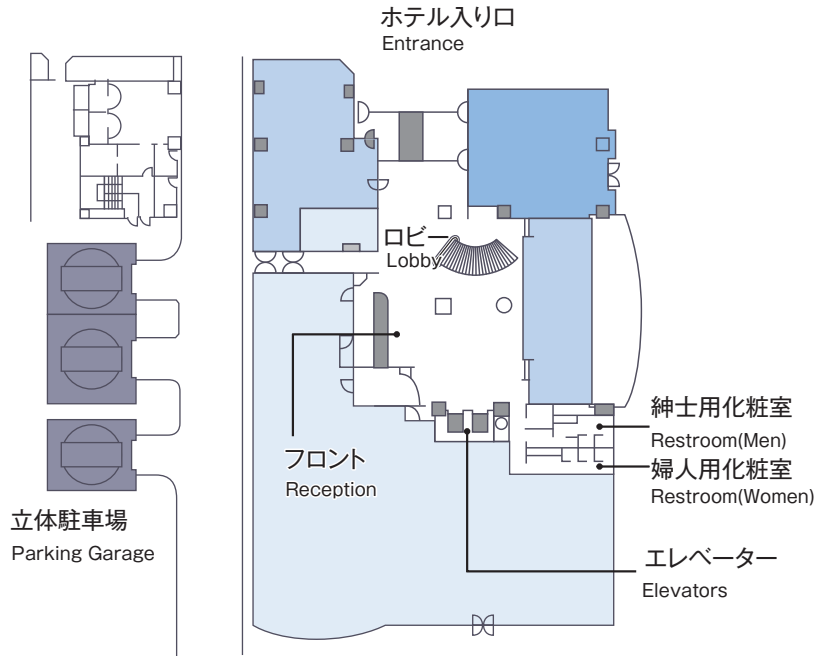 ホテル入り口
Entrance
ロビー
Lobby
フロント
Reception
紳士用化粧室
Restroom(Men)
婦人用化粧室
Restroom(Women)
立体駐車場
Parking Garage
エレベーター
Elevators